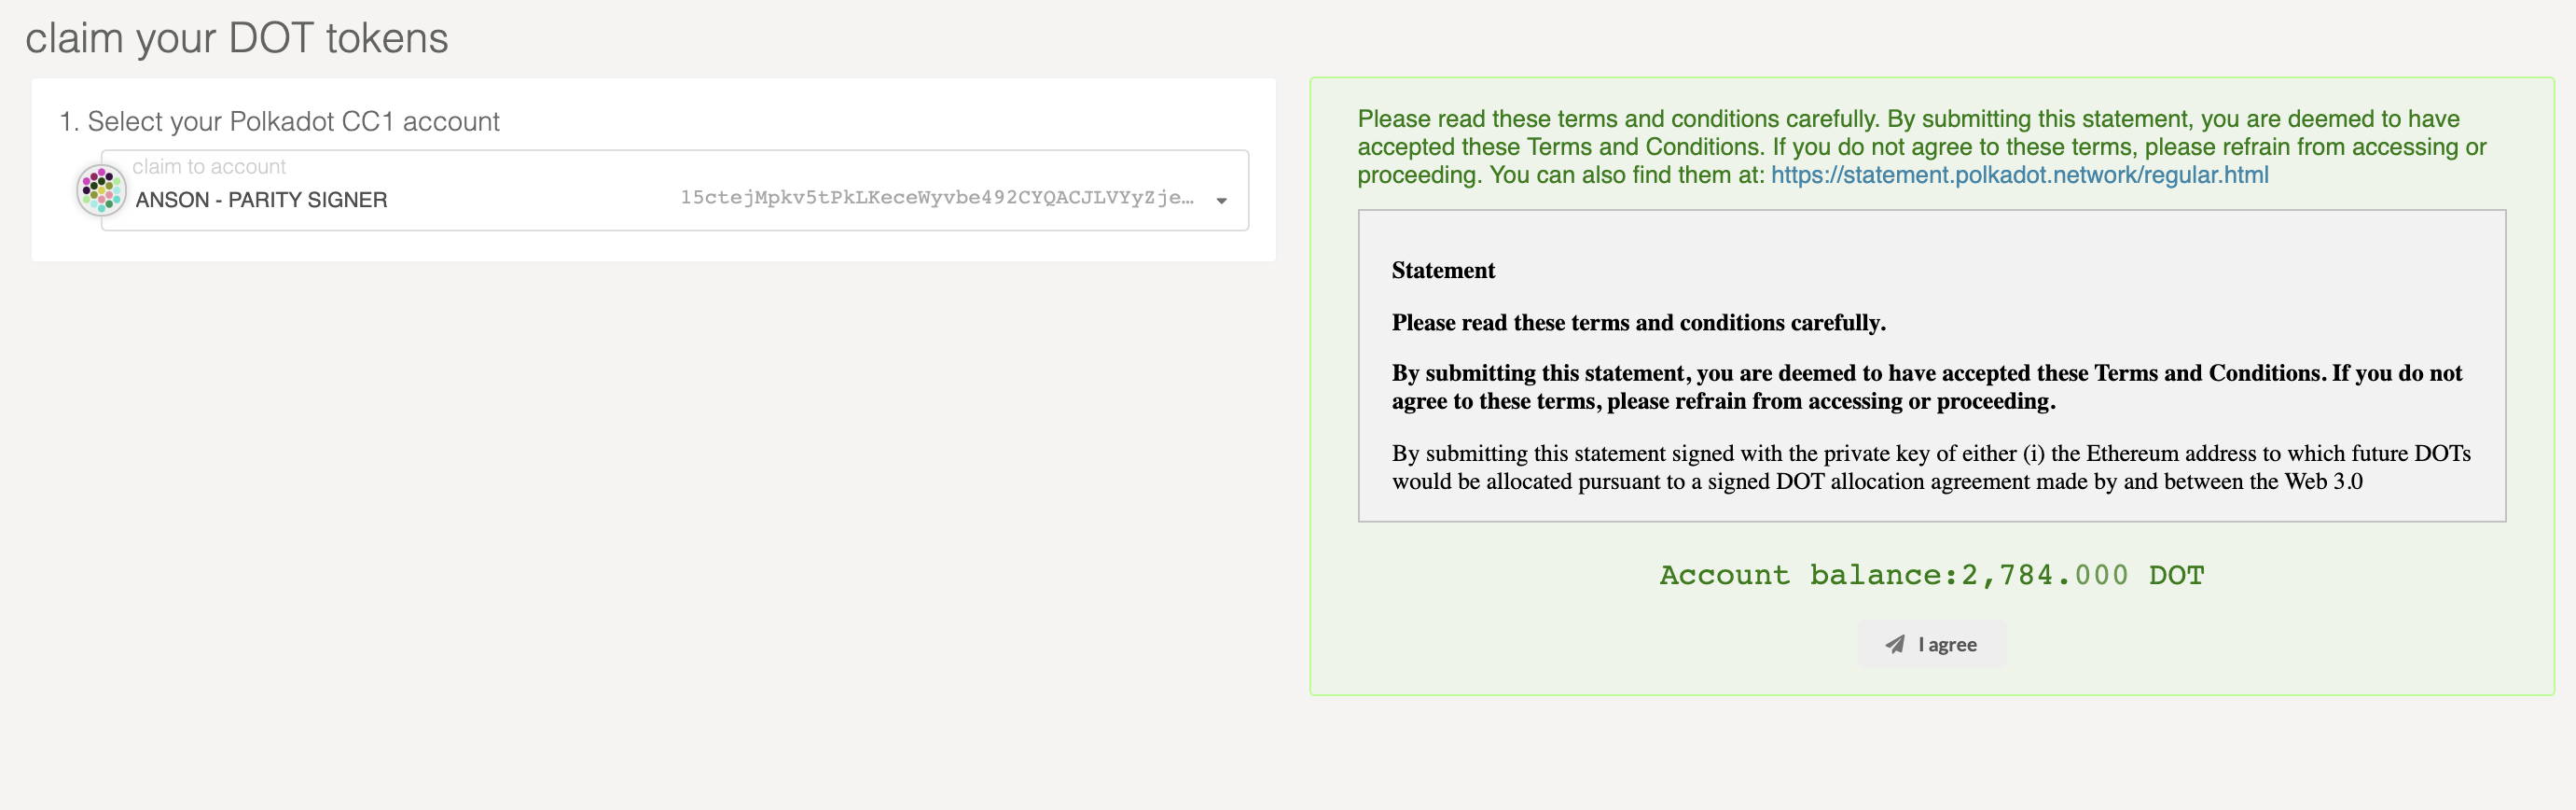 claim your DOT tokens
1. Select your Polkadot CC1 account
claim to account
ANSON - PARITY SIGNER
15ctejMpkv5tPkLKeceWyvbe492CYQACJLVYyZje…
Please read these terms and conditions carefully. By submitting this statement, you are deemed to have
accepted these Terms and Conditions. If you do not agree to these terms, please refrain from accessing or
proceeding. You can also find them at: https://statement.polkadot.network/regular.html
Statement
Please read these terms and conditions carefully.
By submitting this statement, you are deemed to have accepted these Terms and Conditions. If you do not
agree to these terms, please refrain from accessing or proceeding.
By submitting this statement signed with the private key of either (i) the Ethereum address to which future DOTs
would be allocated pursuant to a signed DOT allocation agreement made by and between the Web 3.0
Account balance:2,784.000 DOT
I agree